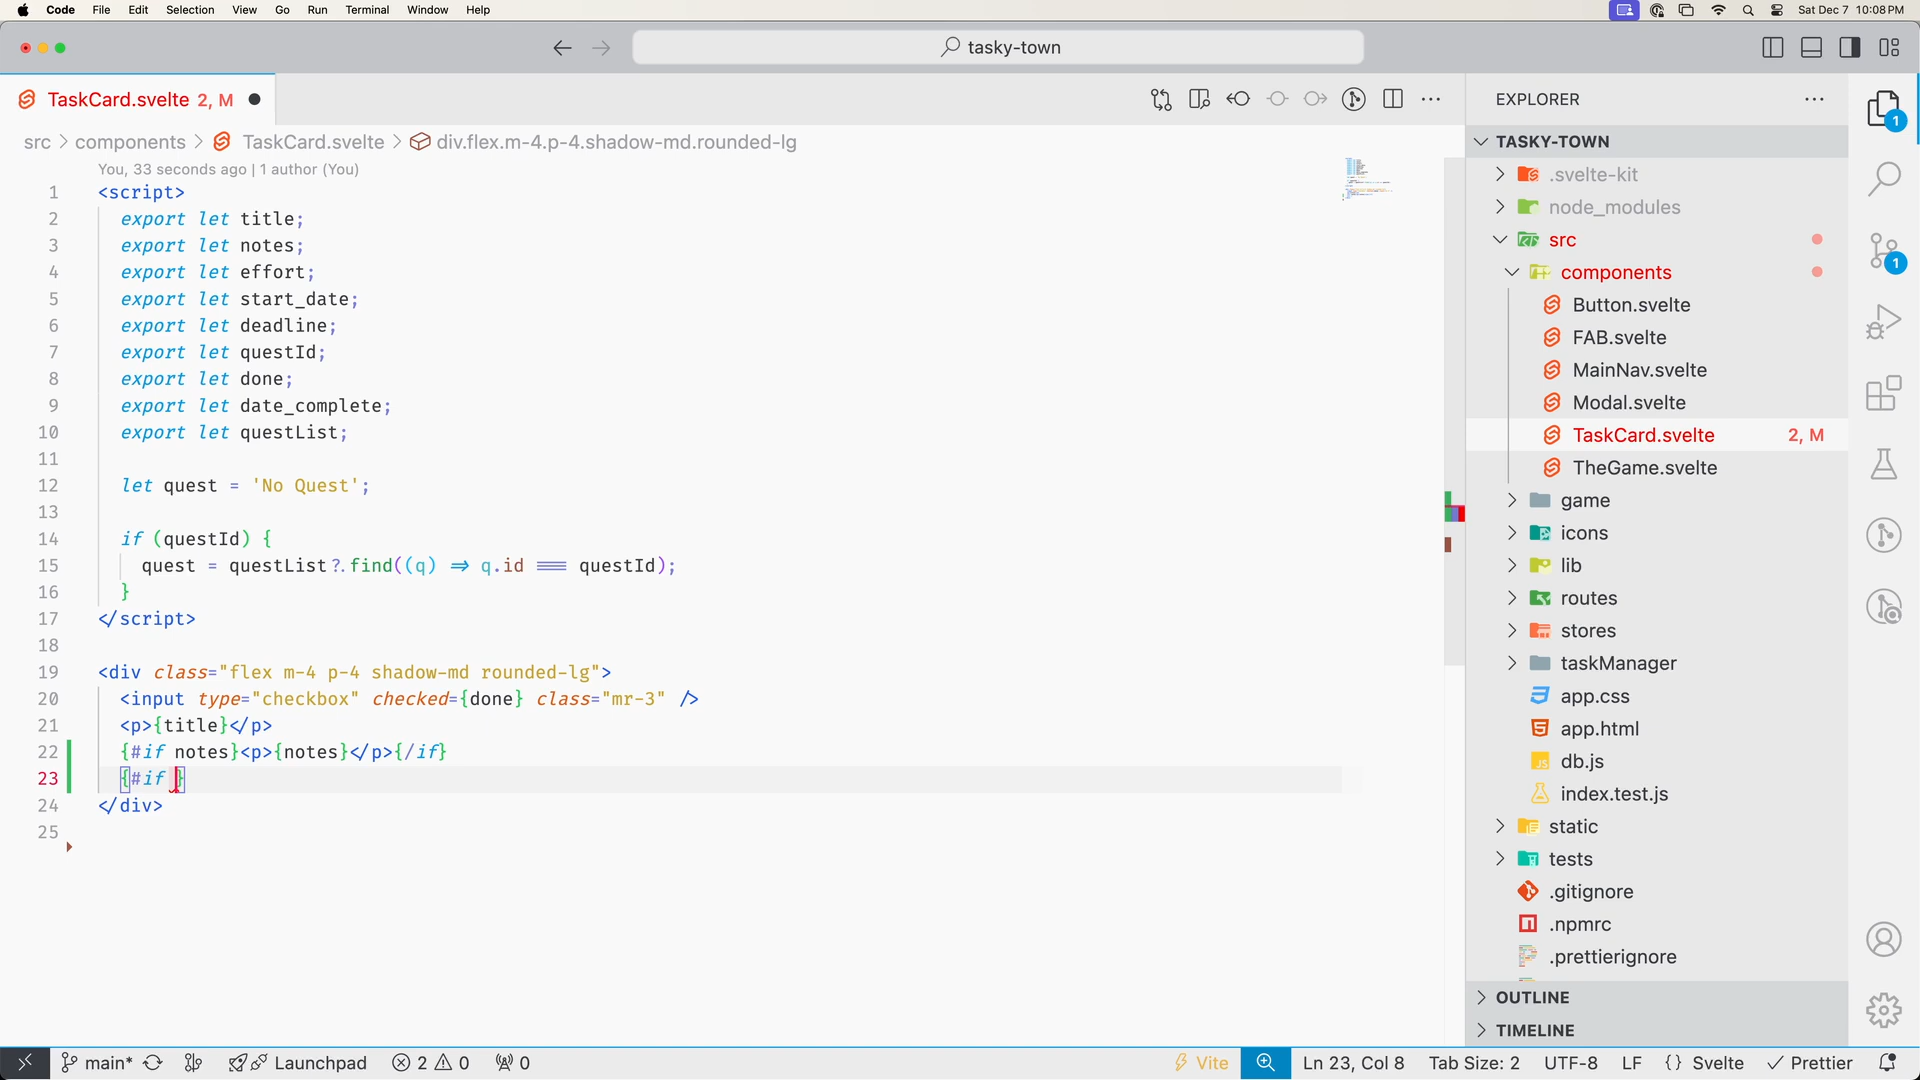 Code File Edit Selection View Go Run Terminal Window Help
Sat Dec 7 10:08 PM
tasky-town
TaskCard.svelte 2, M
src > components > TaskCard.svelte > div.flex.m-4.p-4.shadow-md.rounded-lg
You, 33 seconds ago | 1 author (You)
1 <script>
2 export let title;
3 export let notes;
4 export let effort;
5 export let start_date;
6 export let deadline;
7 export let questId;
8 export let done;
9 export let date_complete;
10 export let questList;
11
12 let quest = 'No Quest';
13
14 if (questId) {
15 quest = questList?.find((q) => q.id === questId);
16 }
17 </script>
18
19 <div class="flex m-4 p-4 shadow-md rounded-lg">
20 <input type="checkbox" checked={done} class="mr-3" />
21 <p>{title}</p>
22 {#if notes}<p>{notes}</p>{/if}
23 {#if }
24 </div>
25
EXPLORER
TASKY-TOWN
.svelte-kit
node_modules
src
components
Button.svelte
FAB.svelte
MainNav.svelte
Modal.svelte
TaskCard.svelte 2, M
TheGame.svelte
game
icons
lib
routes
stores
taskManager
app.css
app.html
JS db.js
index.test.js
static
tests
.gitignore
.npmrc
.prettierignore
OUTLINE
TIMELINE
1
1
main* Launchpad 2 0 0
Vite Ln 23, Col 8 Tab Size: 2 UTF-8 LF {} Svelte Prettier